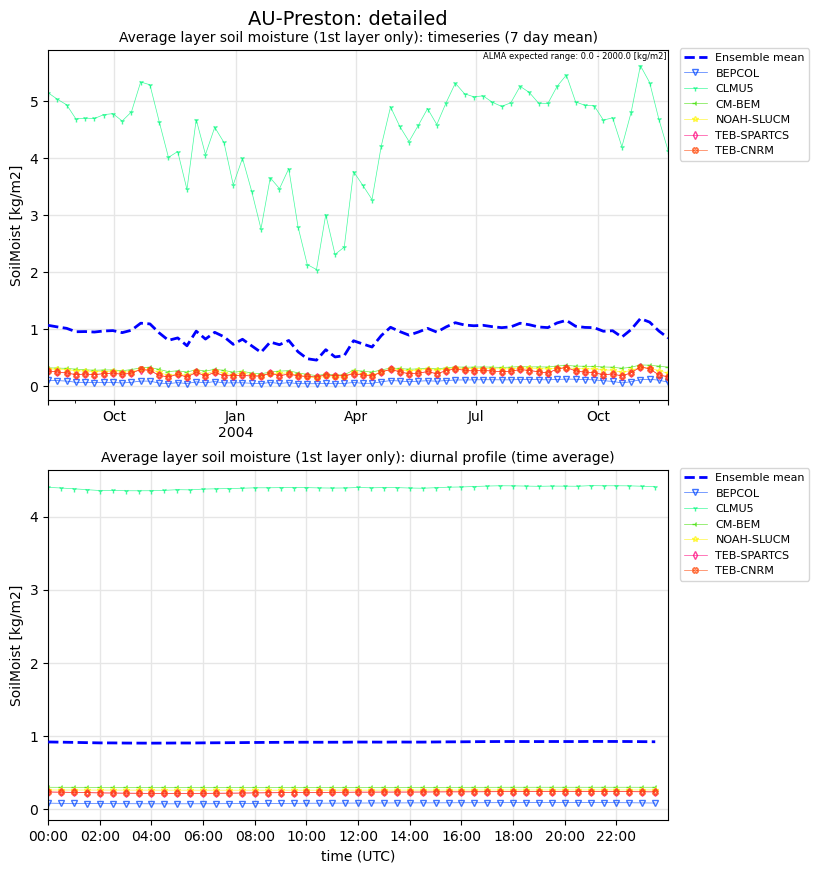 AU-Preston: detailed
Average layer soil moisture (1st layer only): timeseries (7 day mean)
ALMA expected range: 0.0 - 2000.0 [kg/m2]
SoilMoist [kg/m2]
5
4
3
2
1
0
Oct
Jan
2004
Apr
Jul
Oct
Ensemble mean
BEPCOL
CLMU5
CM-BEM
NOAH-SLUCM
TEB-SPARTCS
TEB-CNRM
Average layer soil moisture (1st layer only): diurnal profile (time average)
SoilMoist [kg/m2]
4
3
2
1
0
00:00
02:00
04:00
06:00
08:00
10:00
12:00
14:00
16:00
18:00
20:00
22:00
time (UTC)
Ensemble mean
BEPCOL
CLMU5
CM-BEM
NOAH-SLUCM
TEB-SPARTCS
TEB-CNRM